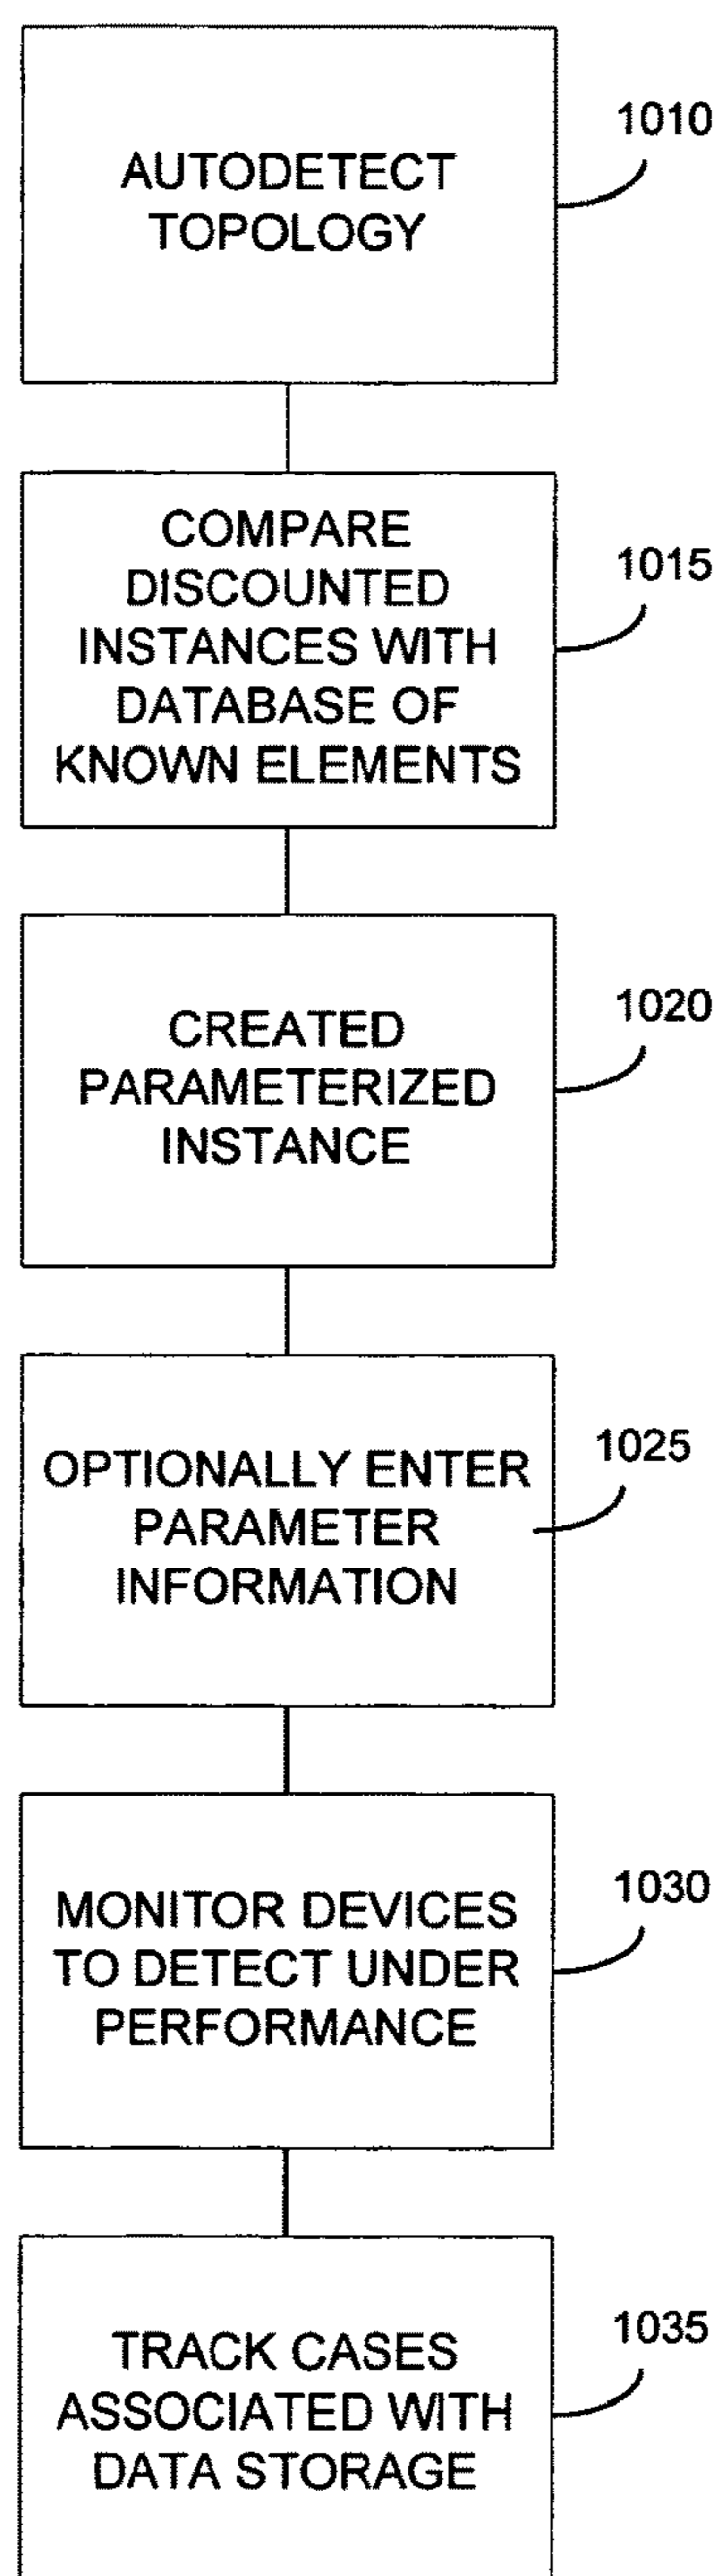 AUTODETECT
TOPOLOGY
1010
COMPARE
DISCOUNTED
INSTANCES WITH
DATABASE OF
KNOWN ELEMENTS
1015
CREATED
PARAMETERIZED
INSTANCE
1020
OPTIONALLY ENTER
PARAMETER
INFORMATION
1025
MONITOR DEVICES
TO DETECT UNDER
PERFORMANCE
1030
TRACK CASES
ASSOCIATED WITH
DATA STORAGE
1035